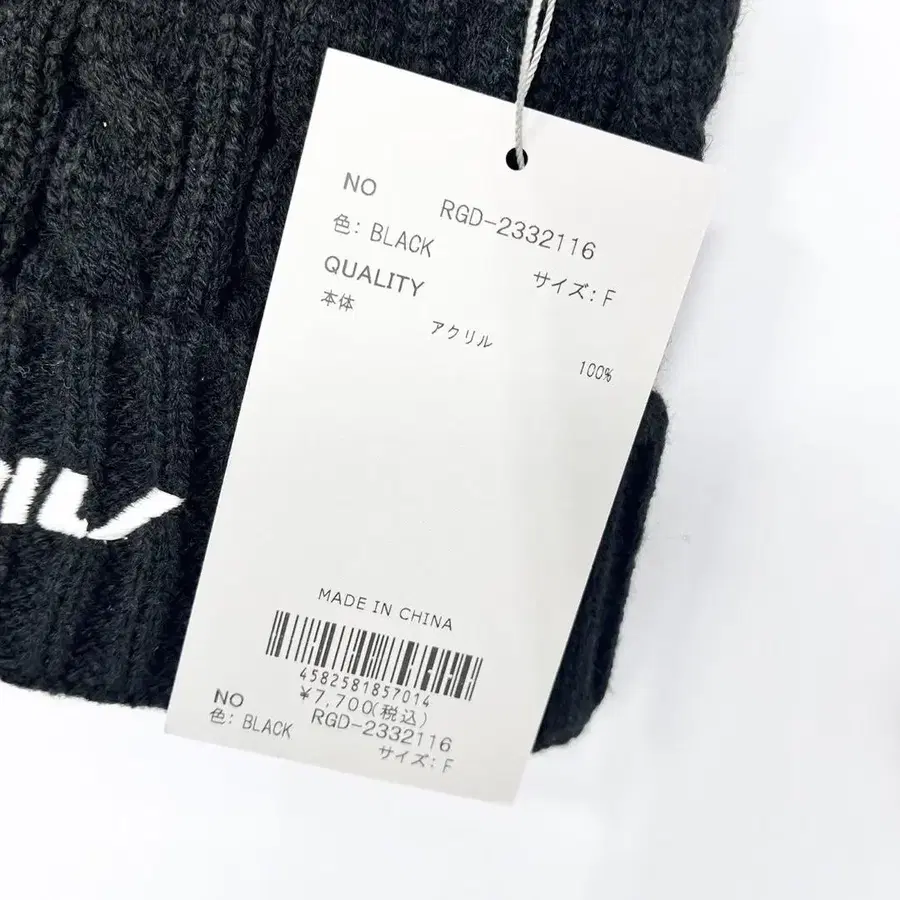 NO
RGD-2332116
色: BLACK
サイズ: F
QUALITY
本体
アクリル
100%
MADE IN CHINA
4582581857014
¥7,700(税込)
NO
RGD-2332116
色: BLACK
サイズ: F